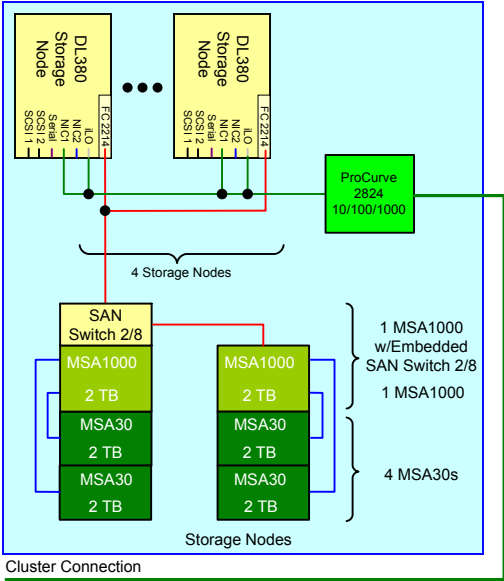 DL380
Storage
Node
FC 2214
iLO
NIC2
NIC1
Serial
SCSI 2
SCSI 1
DL380
Storage
Node
FC 2214
iLO
NIC2
NIC1
Serial
SCSI 2
SCSI 1
ProCurve
2824
10/100/1000
4 Storage Nodes
SAN
Switch 2/8
MSA1000
2 TB
MSA30
2 TB
MSA30
2 TB
MSA1000
2 TB
MSA30
2 TB
MSA30
2 TB
1 MSA1000
w/Embedded
SAN Switch 2/8
1 MSA1000
4 MSA30s
Storage Nodes
Cluster Connection